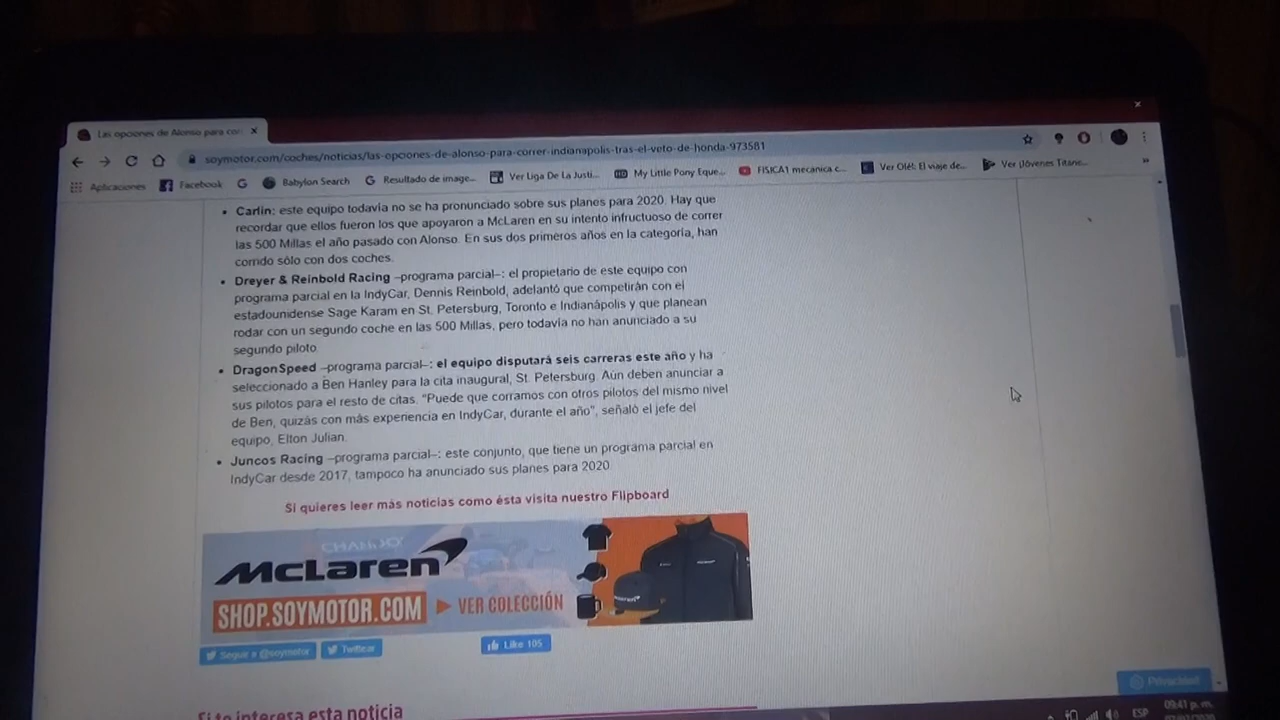 Las opciones de Alonso para cor
soymotor.com/coches/noticias/las-opciones-de-alonso-para-correr-indianapolis-tras-el-veto-de-honda-973581
Aplicaciones Facebook Babylon Search Resultado de image... Ver Liga De La Justi... My Little Pony Eque... FISICA1 mecanica c... Ver Olé!: El viaje de... Ver ¡Jóvenes Titane... »
• Carlin: este equipo todavía no se ha pronunciado sobre sus planes para 2020. Hay que
recordar que ellos fueron los que apoyaron a McLaren en su intento infructuoso de correr
las 500 Millas el año pasado con Alonso. En sus dos primeros años en la categoría, han
corrido sólo con dos coches.
• Dreyer & Reinbold Racing –programa parcial–: el propietario de este equipo con
programa parcial en la IndyCar, Dennis Reinbold, adelantó que competirán con el
estadounidense Sage Karam en St. Petersburg, Toronto e Indianápolis y que planean
rodar con un segundo coche en las 500 Millas, pero todavía no han anunciado a su
segundo piloto.
• DragonSpeed –programa parcial–: el equipo disputará seis carreras este año y ha
seleccionado a Ben Hanley para la cita inaugural, St. Petersburg. Aún deben anunciar a
sus pilotos para el resto de citas. "Puede que corramos con otros pilotos del mismo nivel
de Ben, quizás con más experiencia en IndyCar, durante el año", señaló el jefe del
equipo, Elton Julian.
• Juncos Racing –programa parcial–: este conjunto, que tiene un programa parcial en
IndyCar desde 2017, tampoco ha anunciado sus planes para 2020.
Si quieres leer más noticias como ésta visita nuestro Flipboard
McLaren
SHOP.SOYMOTOR.COM VER COLECCIÓN
Seguir a @soymotor Twittear Like 105
Privacidad
Si te interesa esta noticia
ESP 09:41 p. m.